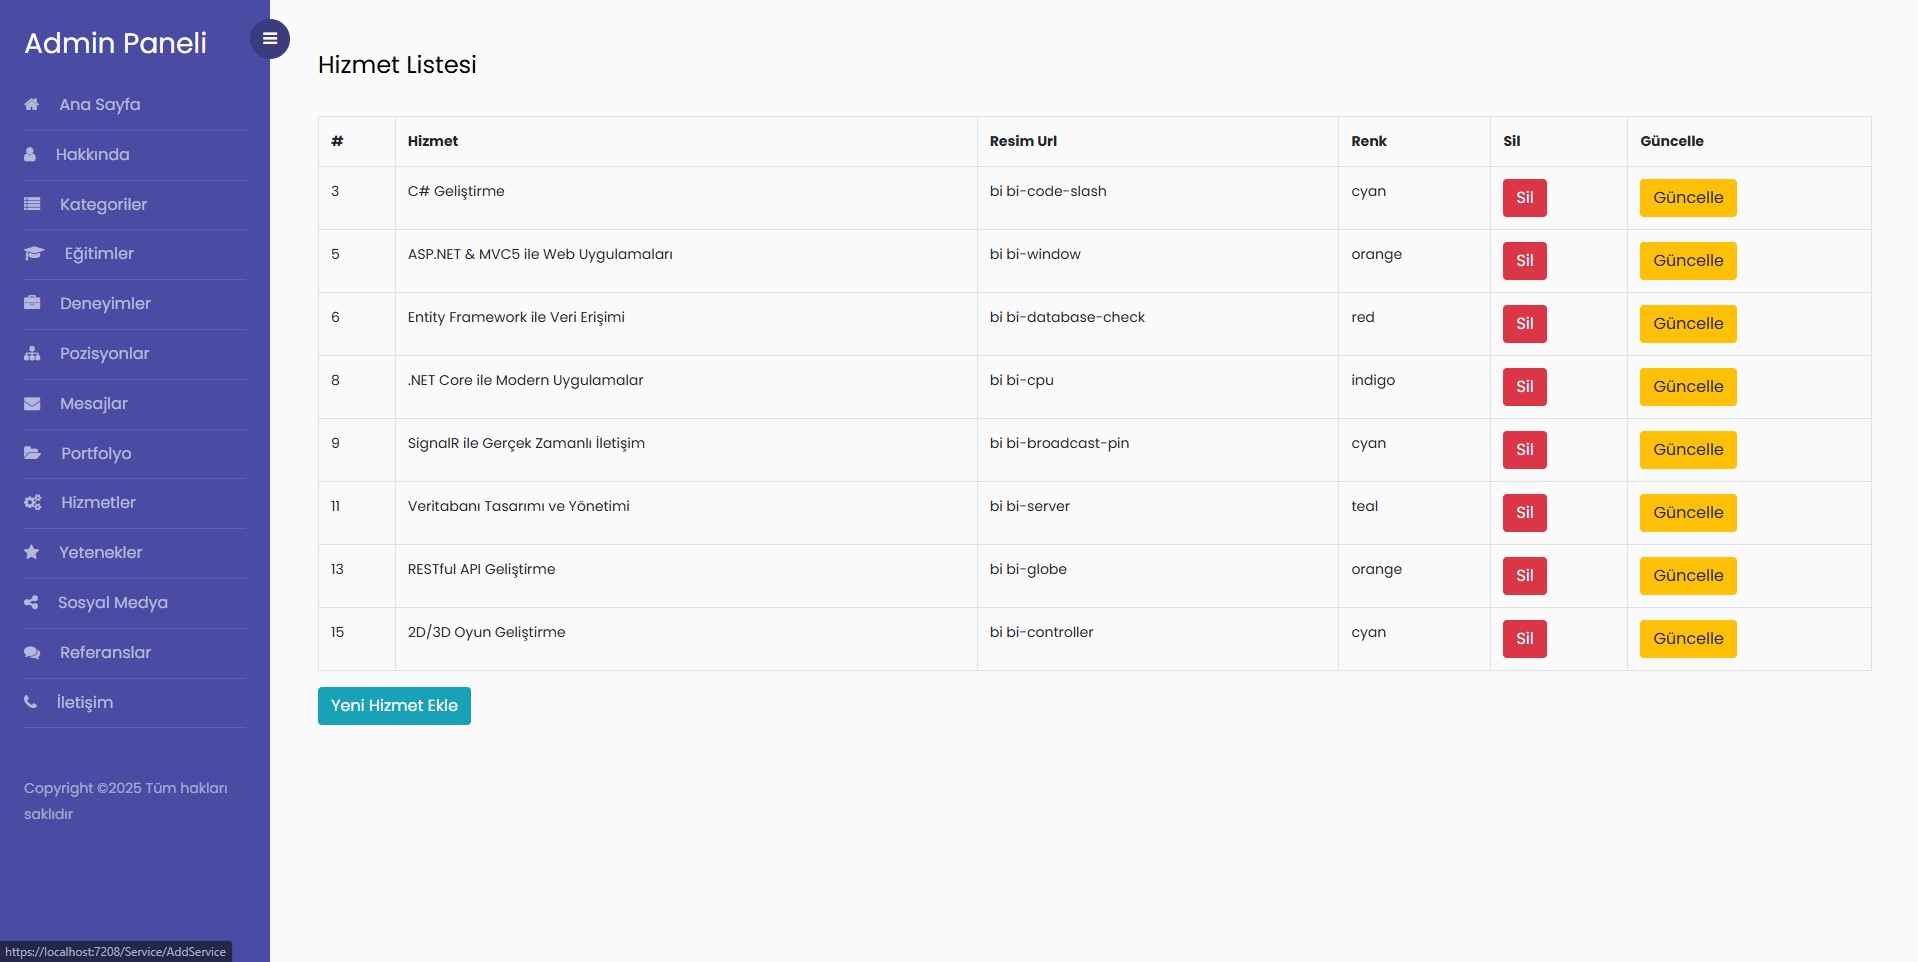 Admin Paneli
Ana Sayfa
Hakkında
Kategoriler
Eğitimler
Deneyimler
Pozisyonlar
Mesajlar
Portfolyo
Hizmetler
Yetenekler
Sosyal Medya
Referanslar
İletişim
Copyright ©2025 Tüm hakları
saklıdır
https://localhost:7208/Service/AddService
Hizmet Listesi
# Hizmet Resim Url Renk Sil Güncelle
3 C# Geliştirme bi bi-code-slash cyan Sil Güncelle
5 ASP.NET & MVC5 ile Web Uygulamaları bi bi-window orange Sil Güncelle
6 Entity Framework ile Veri Erişimi bi bi-database-check red Sil Güncelle
8 .NET Core ile Modern Uygulamalar bi bi-cpu indigo Sil Güncelle
9 SignalR ile Gerçek Zamanlı İletişim bi bi-broadcast-pin cyan Sil Güncelle
11 Veritabanı Tasarımı ve Yönetimi bi bi-server teal Sil Güncelle
13 RESTful API Geliştirme bi bi-globe orange Sil Güncelle
15 2D/3D Oyun Geliştirme bi bi-controller cyan Sil Güncelle
Yeni Hizmet Ekle